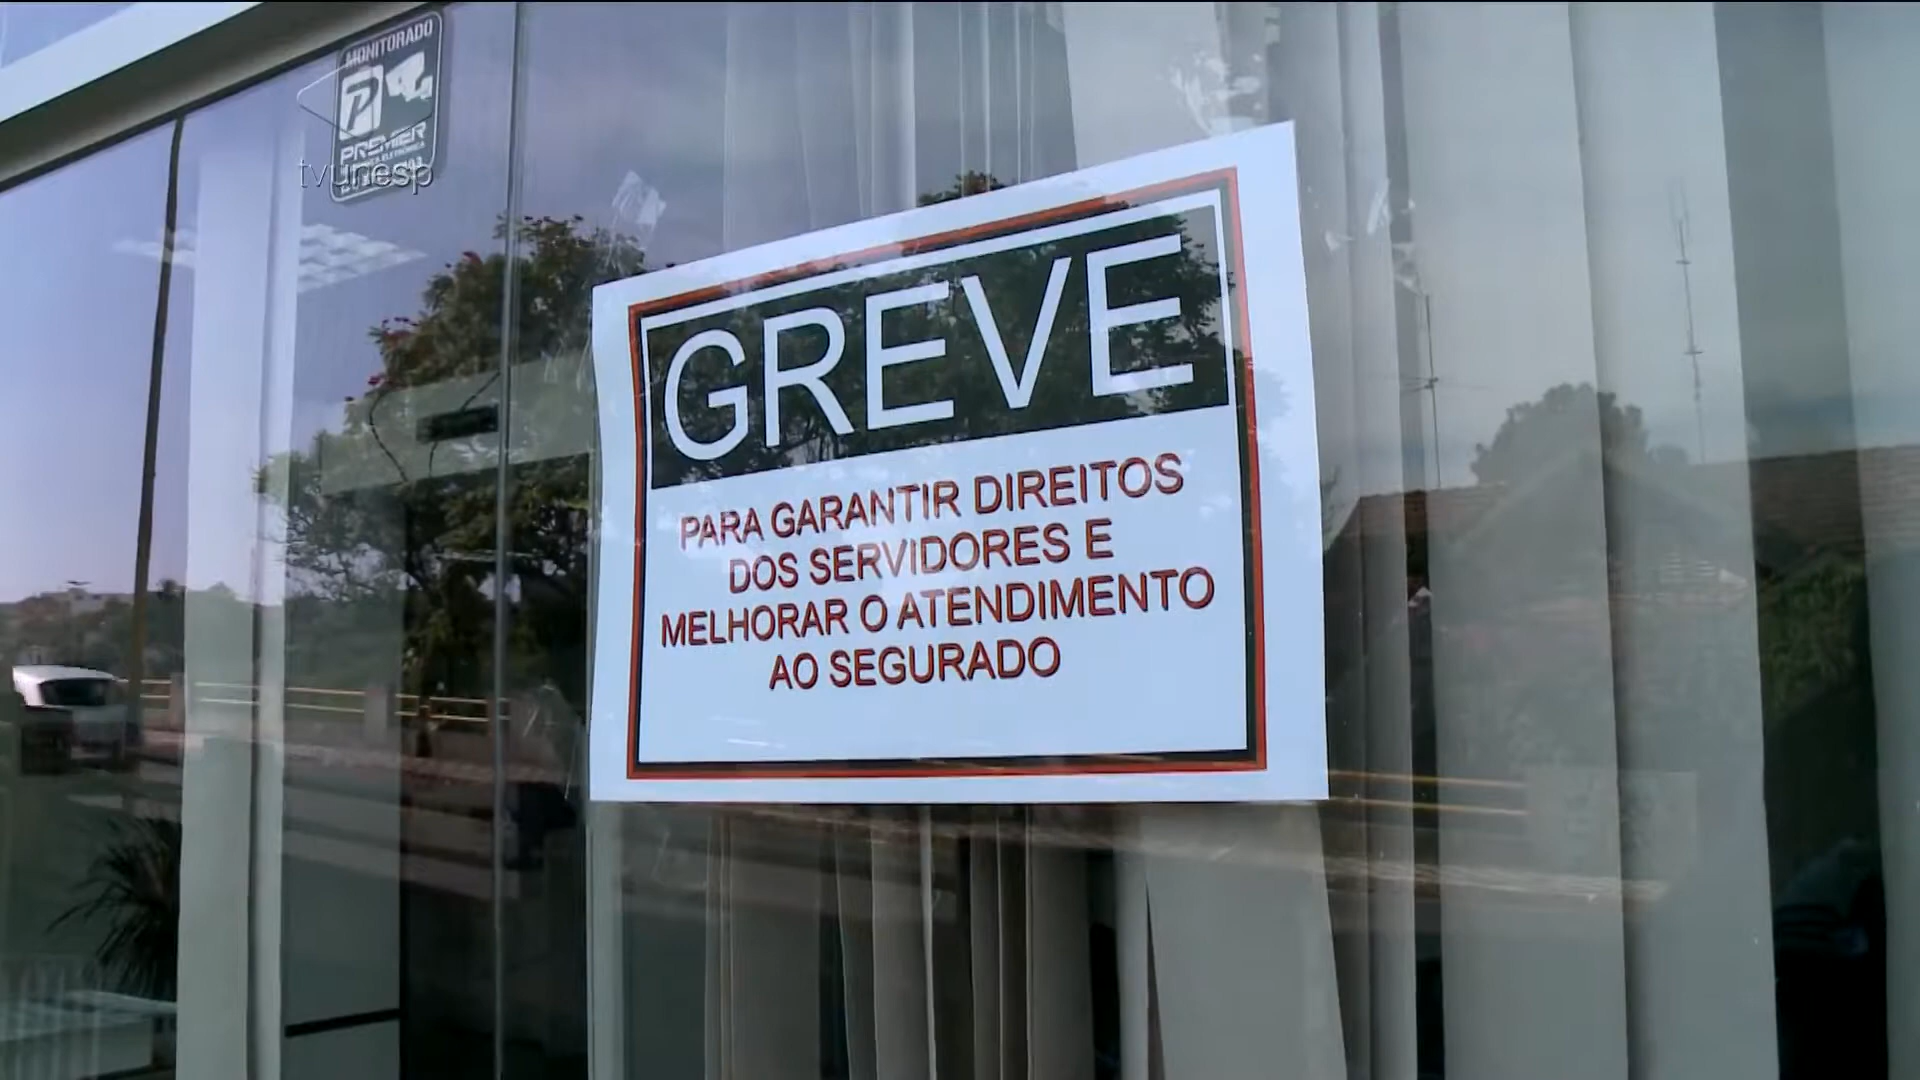 MONITORADO
PREMIER
tvunesp
GREVE
PARA GARANTIR DIREITOS
DOS SERVIDORES E
MELHORAR O ATENDIMENTO
AO SEGURADO